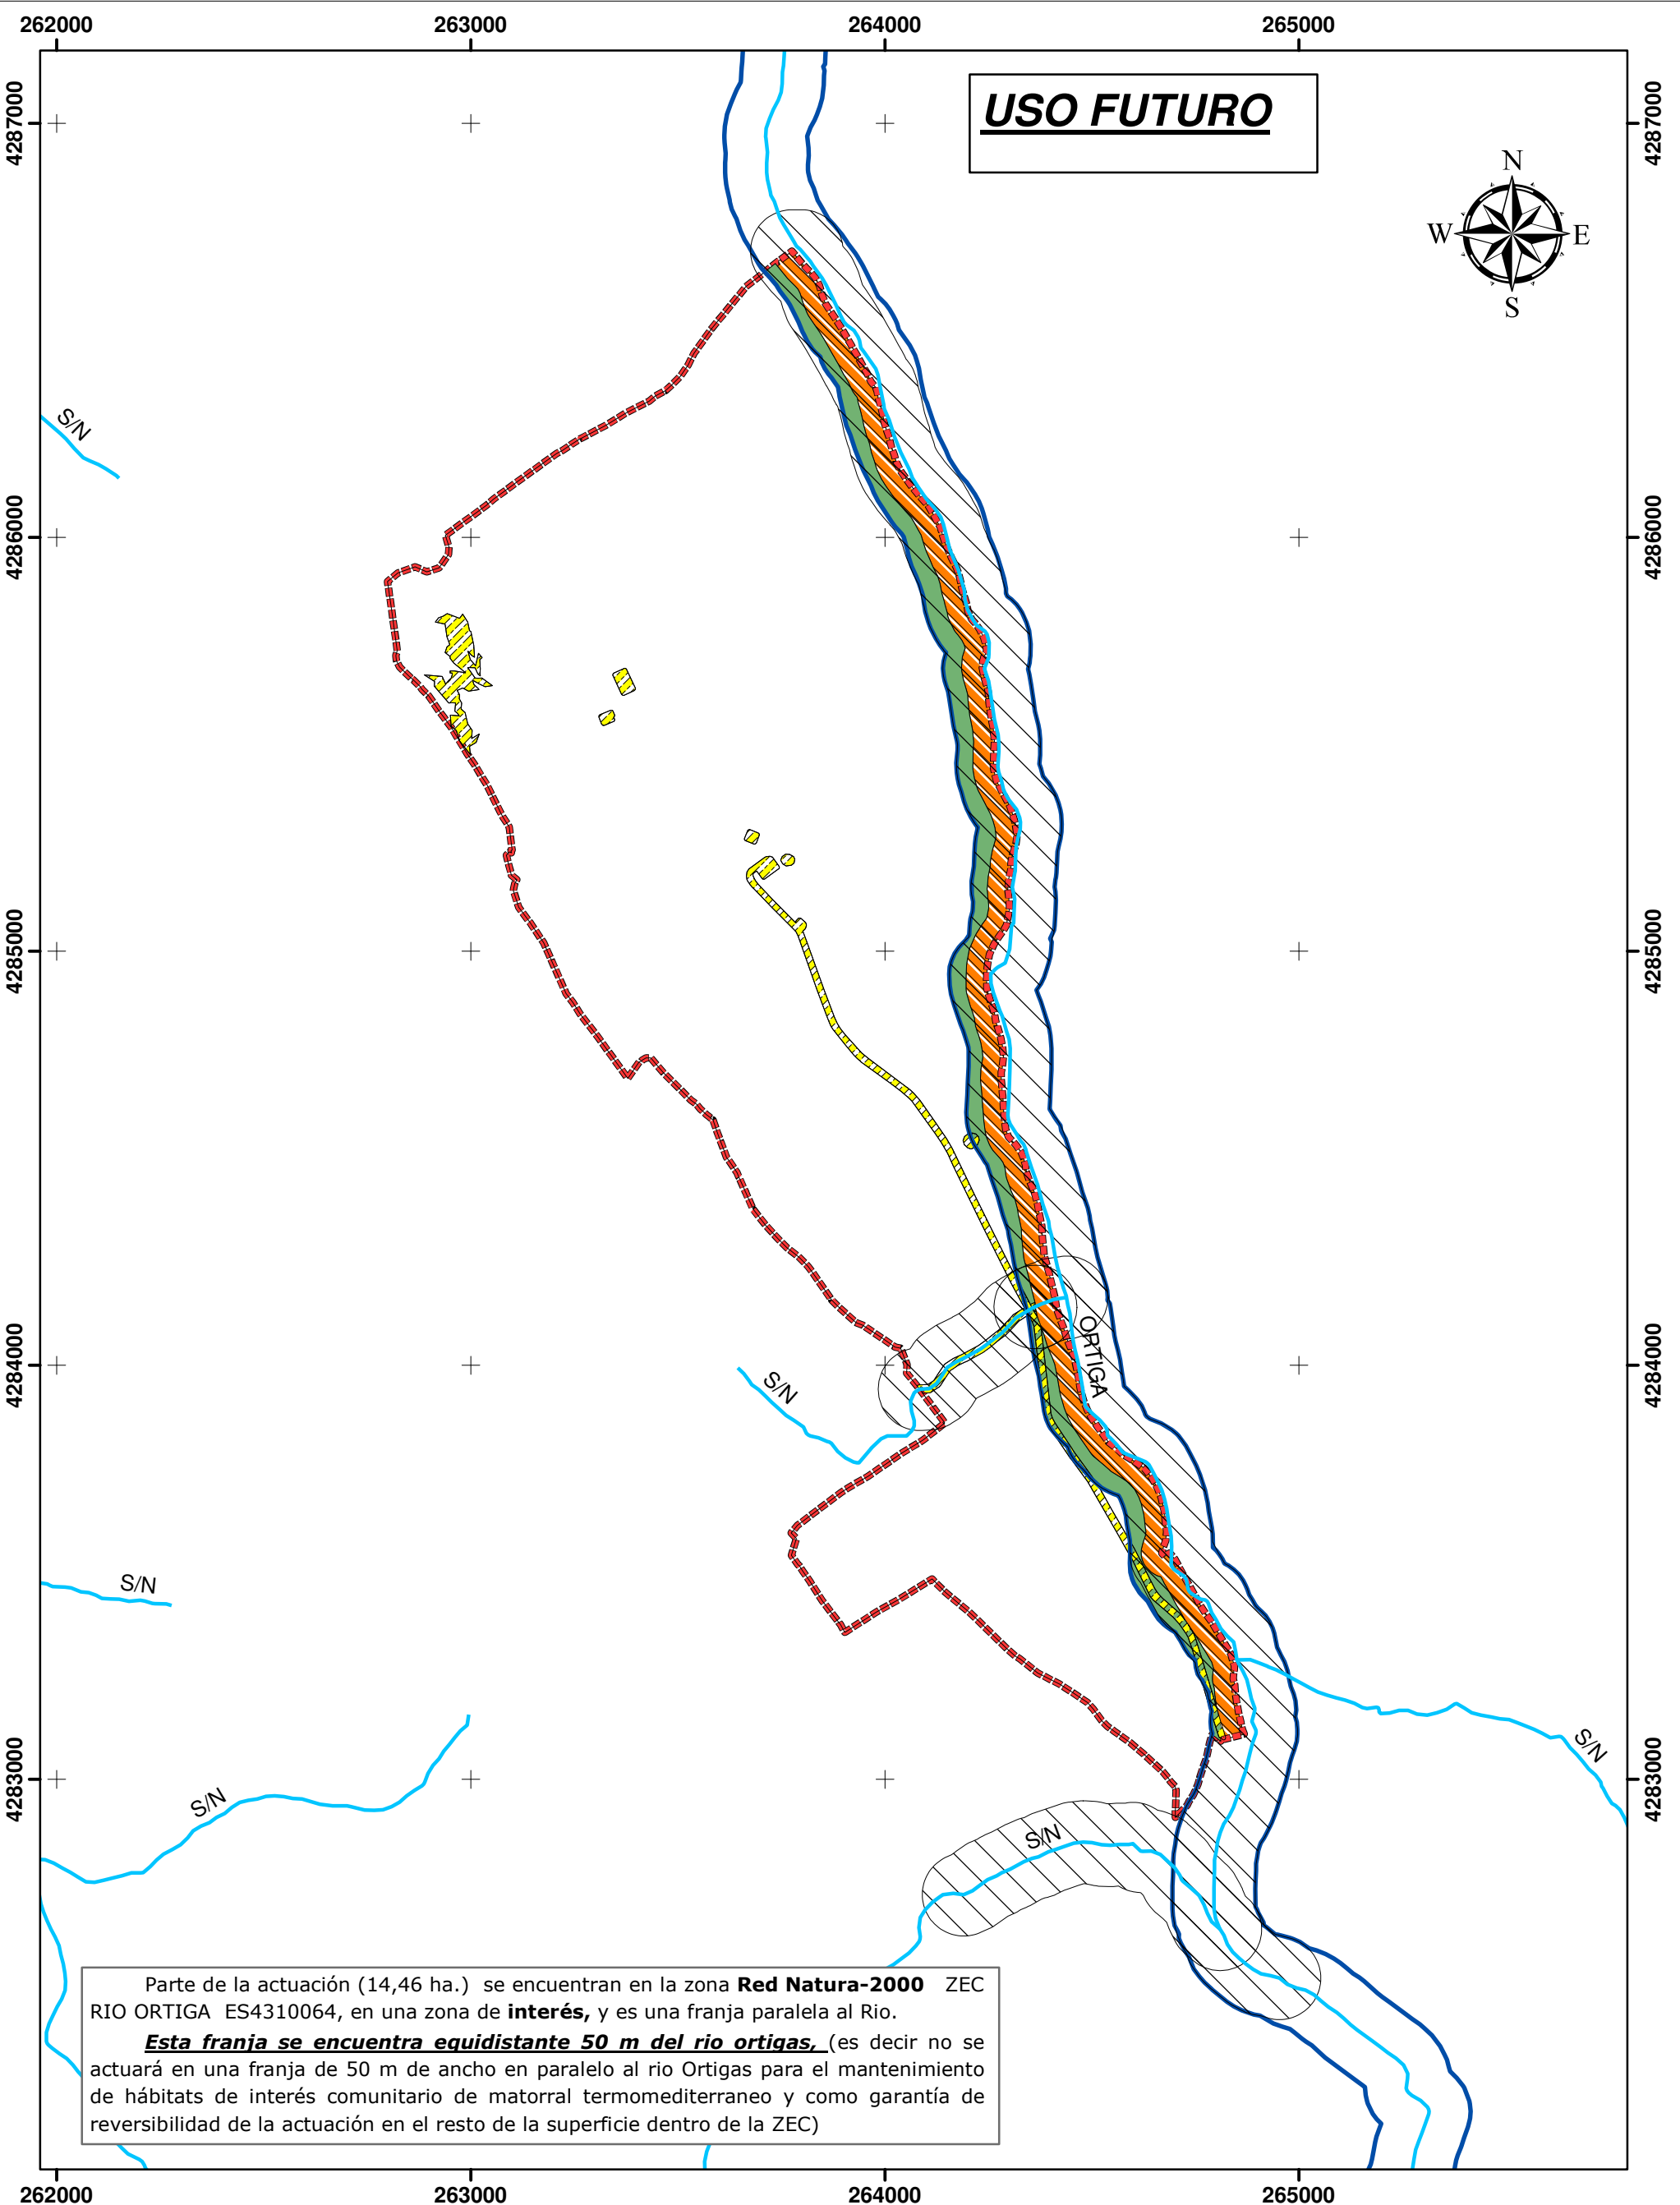 262000 263000 264000 265000
USO FUTURO
4287000 4287000
N
W E
S
S/N
4286000 4286000
4285000 4285000
ORTIGA
4284000 4284000
S/N
S/N
S/N
4283000 4283000
S/N
S/N
Parte de la actuación (14,46 ha.) se encuentran en la zona Red Natura-2000 ZEC
RIO ORTIGA ES4310064, en una zona de interés, y es una franja paralela al Rio.
Esta franja se encuentra equidistante 50 m del rio ortigas, (es decir no se
actuará en una franja de 50 m de ancho en paralelo al rio Ortigas para el mantenimiento
de hábitats de interés comunitario de matorral termomediterraneo y como garantía de
reversibilidad de la actuación en el resto de la superficie dentro de la ZEC)
262000 263000 264000 265000